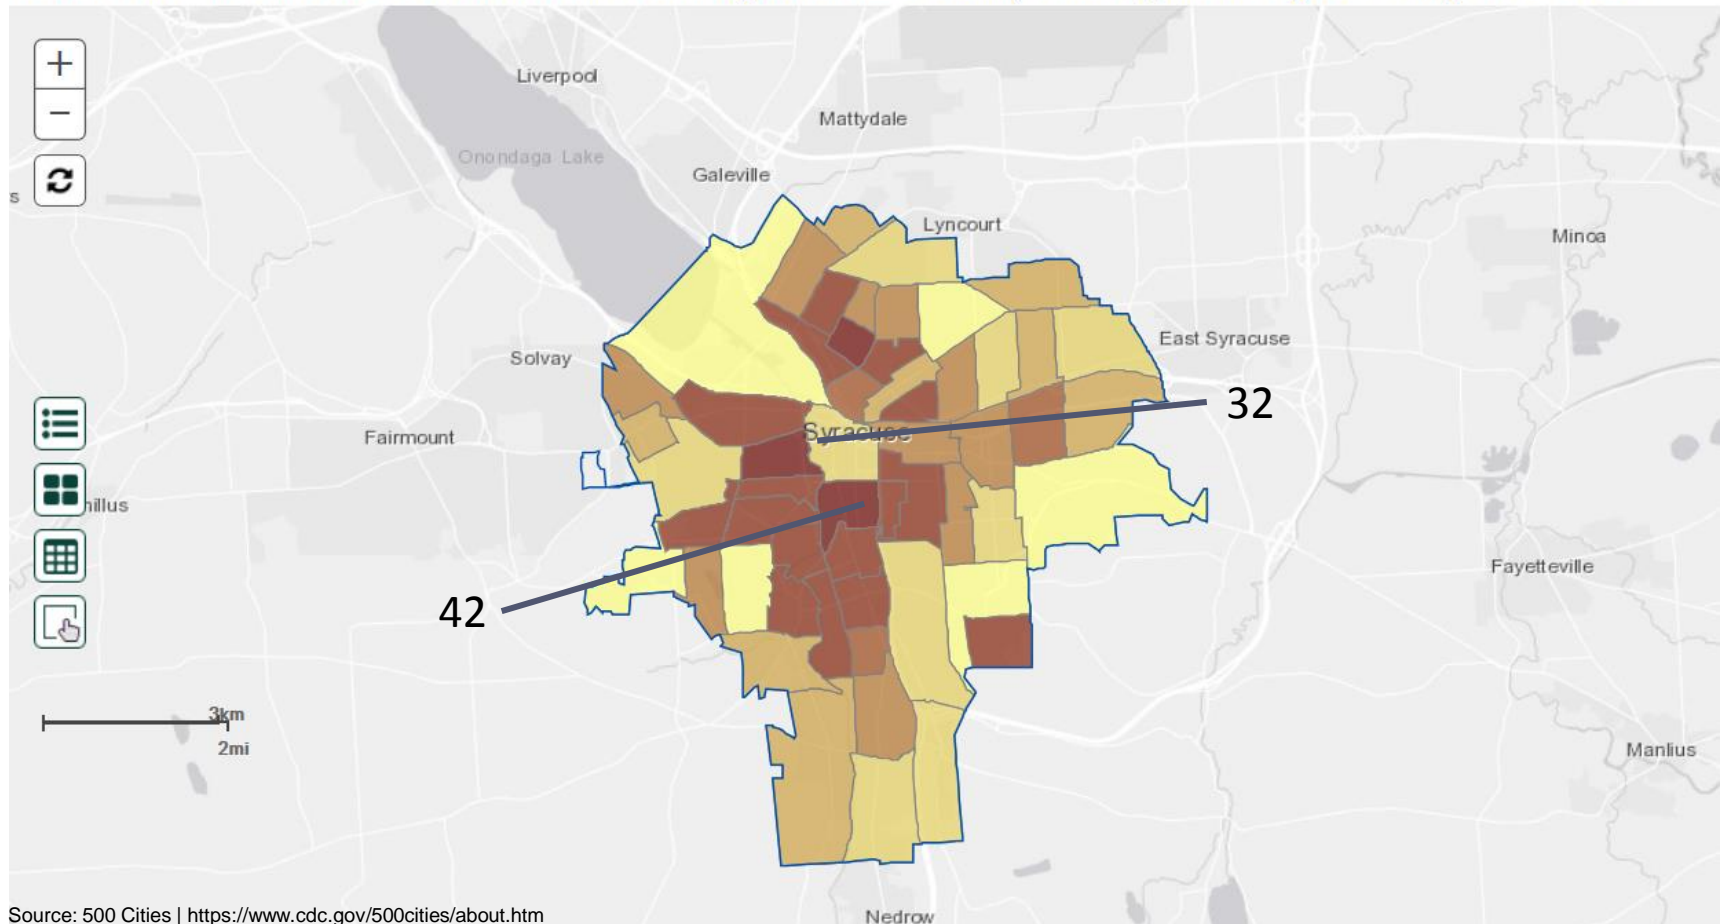 +
Liverpool
−
Mattydale
Onondaga Lake
Galeville
s
Lyncourt
Minoa
East Syracuse
Solvay
32
Syracuse
Fairmount
nillus
Fayetteville
42
3km
2mi
Manlius
Source: 500 Cities | https://www.cdc.gov/500cities/about.htm
Nedrow